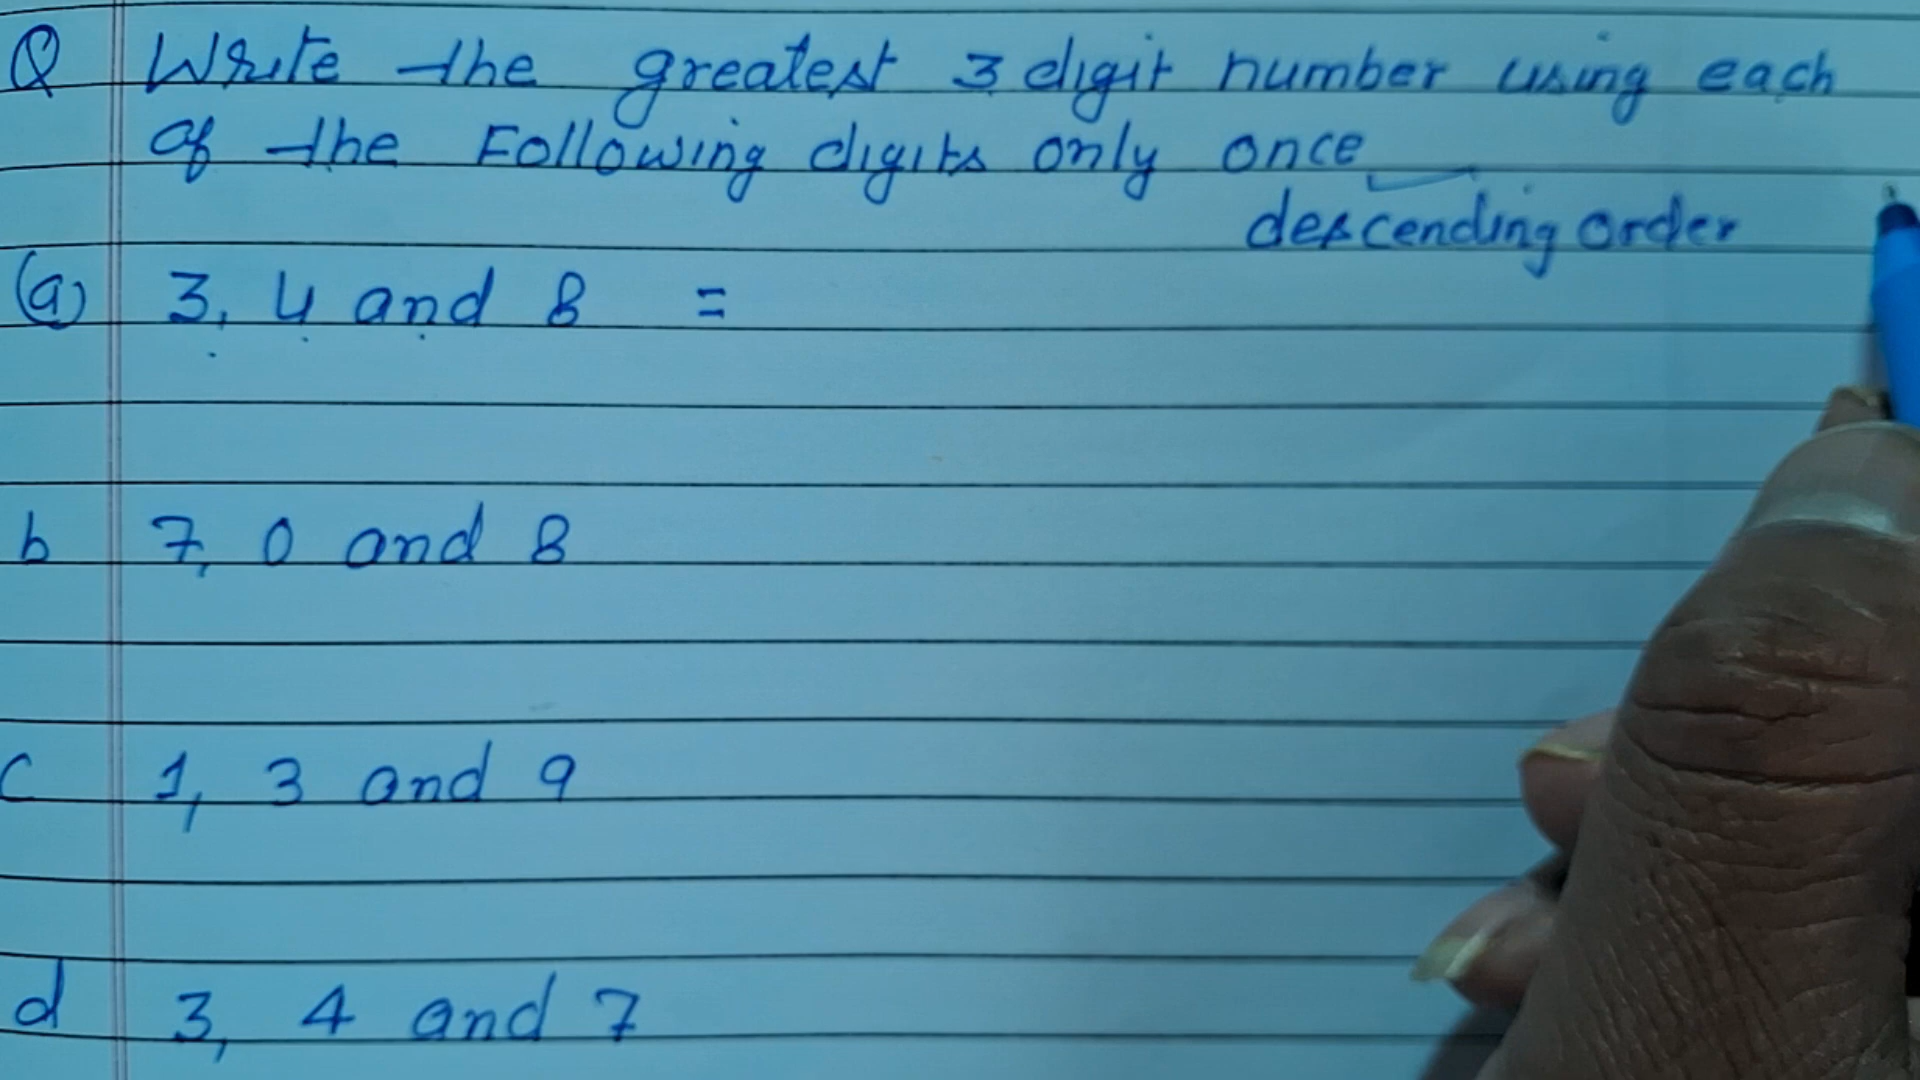 Q Write the greatest 3 digit number using each
of the Following digits only once
descending order
(a) 3, 4 and 8 =
b 7, 0 and 8
c 1, 3 and 9
d 3, 4 and 7